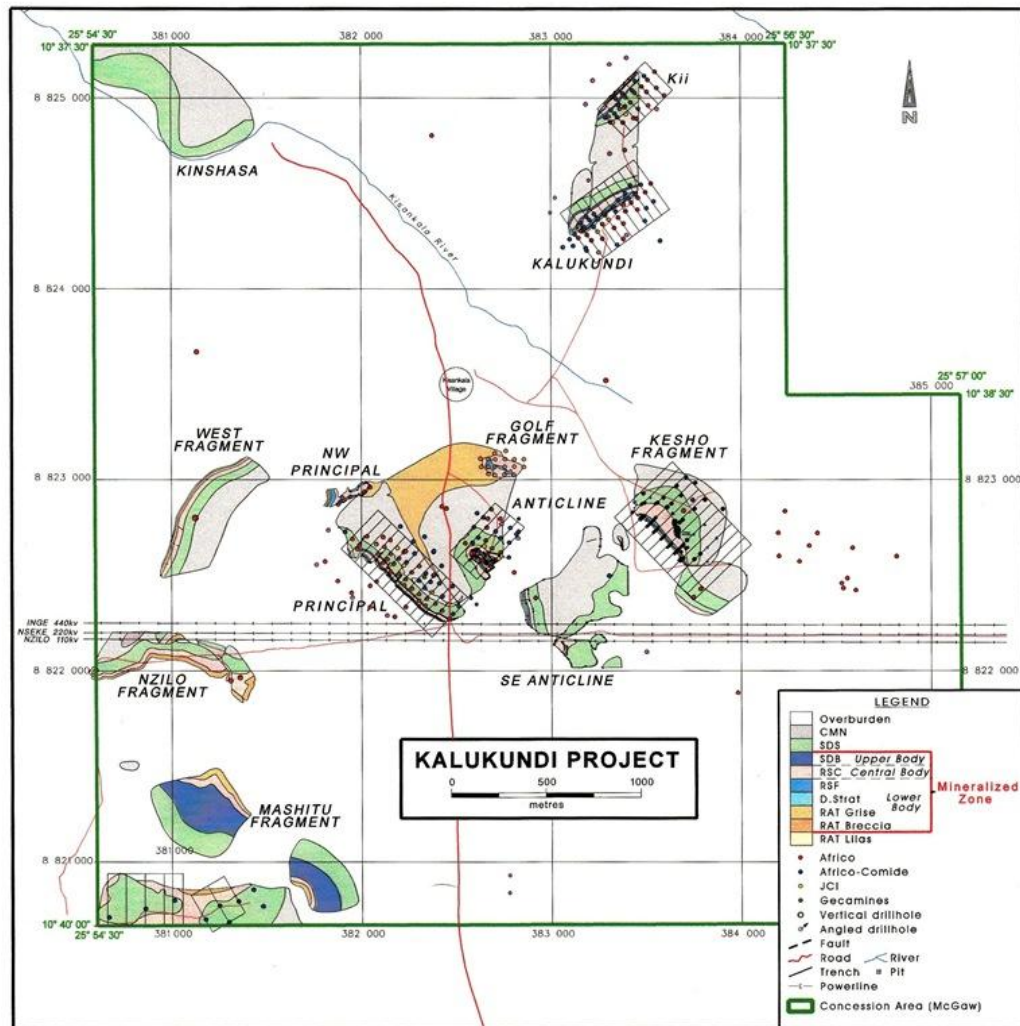 25° 54' 30"
381 000
382 000
383 000
384 000
25° 56' 30"
10° 37' 30"
10° 37' 30"
8 825 000
Kii
N
KINSHASA
Kisankala River
KALUKUNDI
8 824 000
25° 57' 00"
385 000
10° 38' 30"
Village
WEST
FRAGMENT
NW
PRINCIPAL
GOLF
FRAGMENT
KESHO
FRAGMENT
8 823 000
8 823 000
ANTICLINE
PRINCIPAL
INGE 440kv
NSEKE 220kv
NZILO 110kv
8 822 000
8 822 000
NZILO
FRAGMENT
SE ANTICLINE
KALUKUNDI PROJECT
0 500 1000
metres
MASHITU
FRAGMENT
381 000
8 821 000
10° 40' 00"
25° 54' 30"
381 000
382 000
383 000
384 000
LEGEND
Overburden
CMN
SDS
SDB Upper Body
RSC Central Body
RSF
D.Strat Lower
Body
RAT Grise
RAT Breccia
RAT Lilas
Mineralized
Zone
Africo
Africo-Comide
JCI
Gecamines
Vertical drillhole
Angled drillhole
Fault
Road River
Trench Pit
Powerline
Concession Area (McGaw)